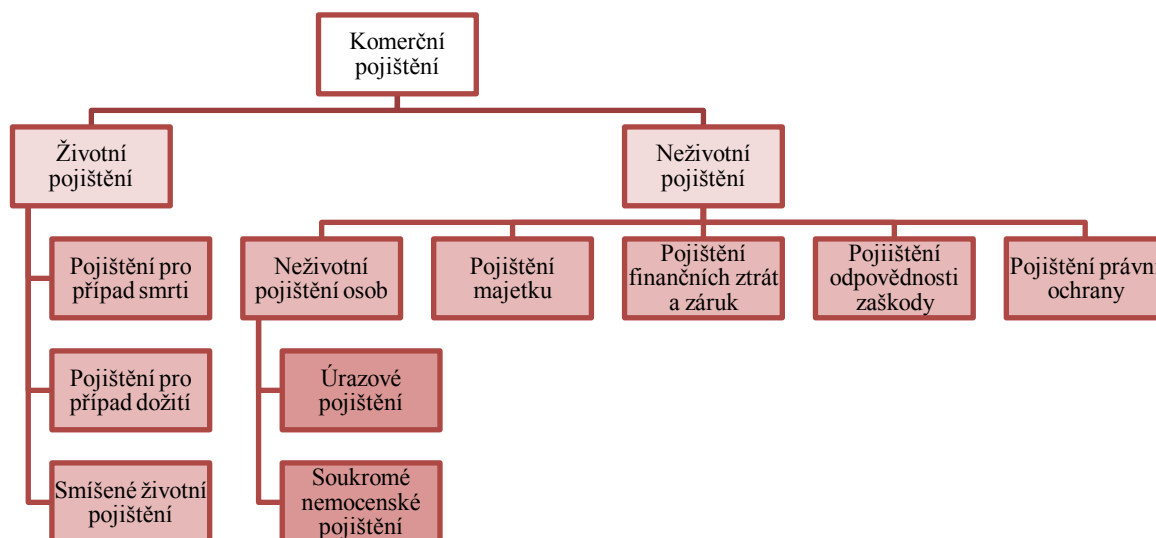 Komerční
pojištění
Životní
pojištění
Neživotní
pojištění
Pojištění pro
případ smrti
Pojištění pro
případ dožití
Smíšené životní
pojištění
Neživotní
pojištění osob
Úrazové
pojištění
Soukromé
nemocenské
pojištění
Pojištění
majetku
Pojištění
finančních ztrát
a záruk
Pojiištění
odpovědnosti
zaškody
Pojištění právní
ochrany